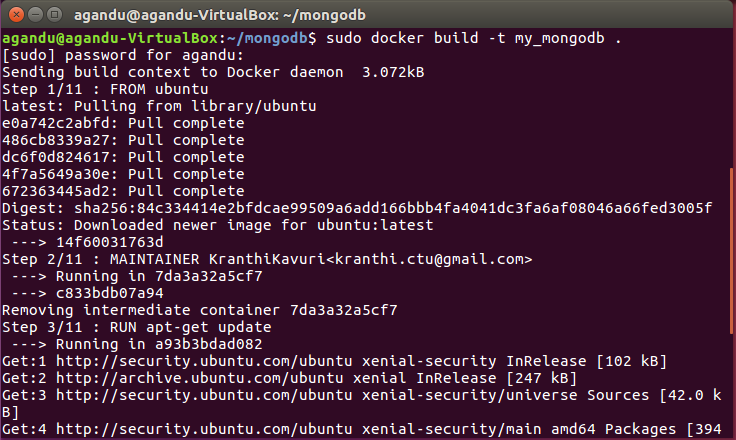 agandu@agandu-VirtualBox: ~/mongodb
agandu@agandu-VirtualBox:~/mongodb$ sudo docker build -t my_mongodb .
[sudo] password for agandu:
Sending build context to Docker daemon  3.072kB
Step 1/11 : FROM ubuntu
latest: Pulling from library/ubuntu
e0a742c2abfd: Pull complete
486cb8339a27: Pull complete
dc6f0d824617: Pull complete
4f7a5649a30e: Pull complete
672363445ad2: Pull complete
Digest: sha256:84c334414e2bfdcae99509a6add166bbb4fa4041dc3fa6af08046a66fed3005f
Status: Downloaded newer image for ubuntu:latest
 ---> 14f60031763d
Step 2/11 : MAINTAINER KranthiKavuri<kranthi.ctu@gmail.com>
 ---> Running in 7da3a32a5cf7
 ---> c833bdb07a94
Removing intermediate container 7da3a32a5cf7
Step 3/11 : RUN apt-get update
 ---> Running in a93b3bdad082
Get:1 http://security.ubuntu.com/ubuntu xenial-security InRelease [102 kB]
Get:2 http://archive.ubuntu.com/ubuntu xenial InRelease [247 kB]
Get:3 http://security.ubuntu.com/ubuntu xenial-security/universe Sources [42.0 k
B]
Get:4 http://security.ubuntu.com/ubuntu xenial-security/main amd64 Packages [394